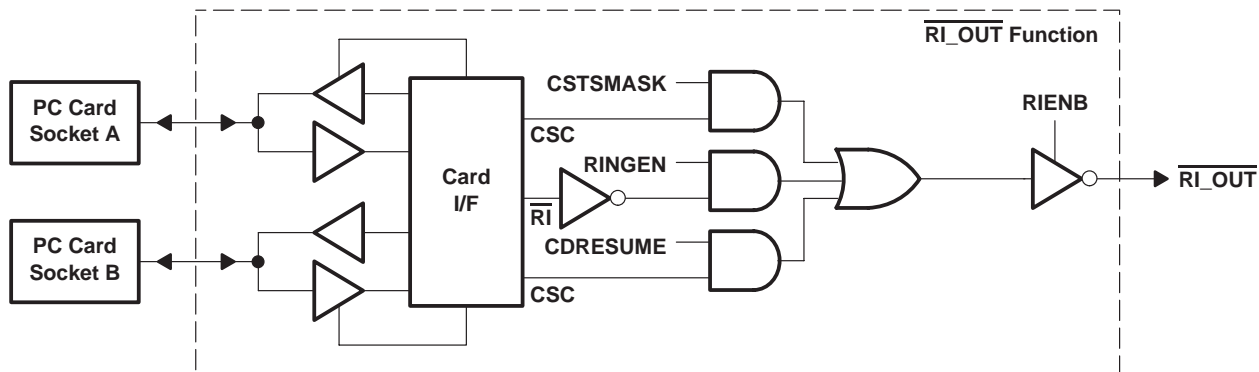 RI_OUT Function
PC Card
Socket A
CSTSMASK
CSC
RIENB
RINGEN
Card
I/F
RI
RI_OUT
PC Card
Socket B
CDRESUME
CSC